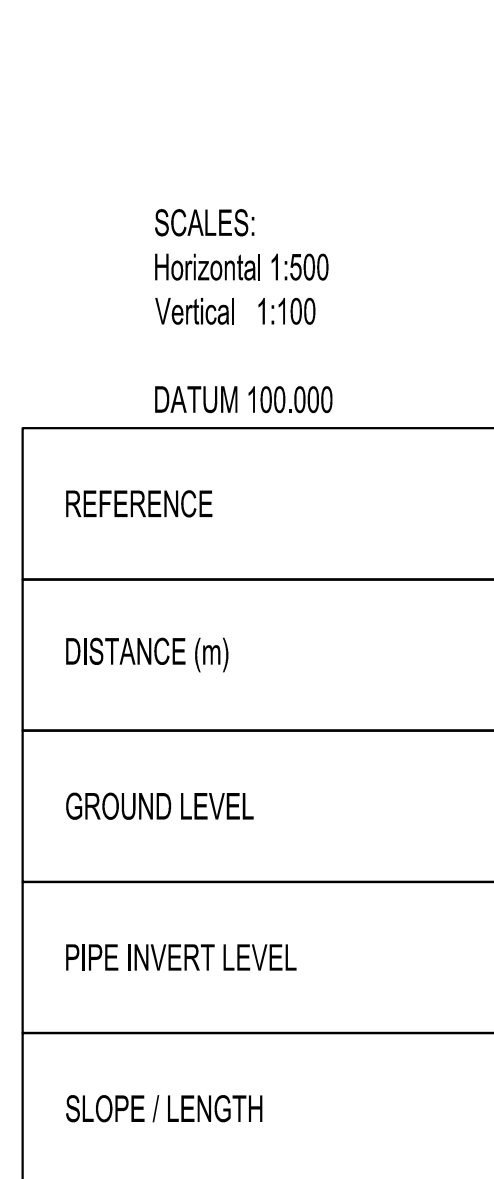 SCALES:
Horizontal 1:500
Vertical 1:100
DATUM 100.000
REFERENCE
DISTANCE (m)
GROUND LEVEL
PIPE INVERT LEVEL
SLOPE / LENGTH